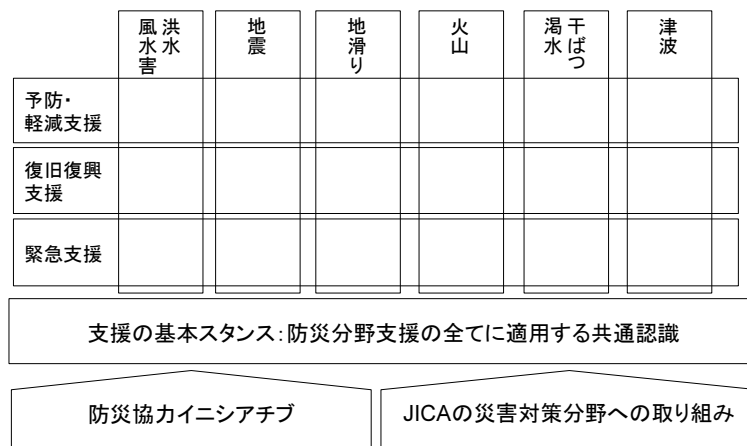 洪水
風水害
地震
地滑り
火山
干ばつ
渇水
津波
予防・
軽減支援
復旧復興
支援
緊急支援
支援の基本スタンス：防災分野支援の全てに適用する共通認識
防災協力イニシアチブ
JICAの災害対策分野への取り組み